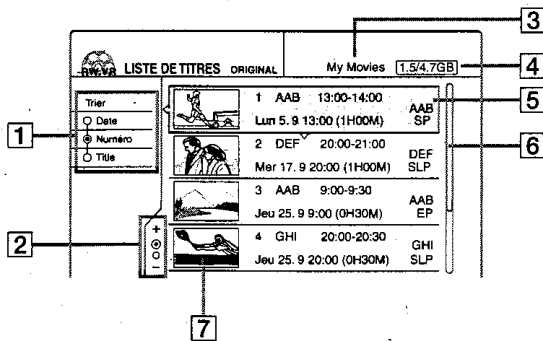 3
-RWVR LISTE DE TITRES ORIGINAL My Movies 1.5/4.7GB 4
Trier
Date
Numéro
Title
1
1 AAB 13:00-14:00 AAB 5
Lun 5. 9 13:00 (1H00M) SP
6
2 DEF 20:00-21:00 DEF
Mer 17. 9 20:00 (1H00M) SLP
3 AAB 9:00-9:30 AAB
Jeu 25. 9 9:00 (0H30M) EP
2
+
-
4 GHI 20:00-20:30 GHI
Jeu 25. 9 20:00 (0H30M) SLP
7